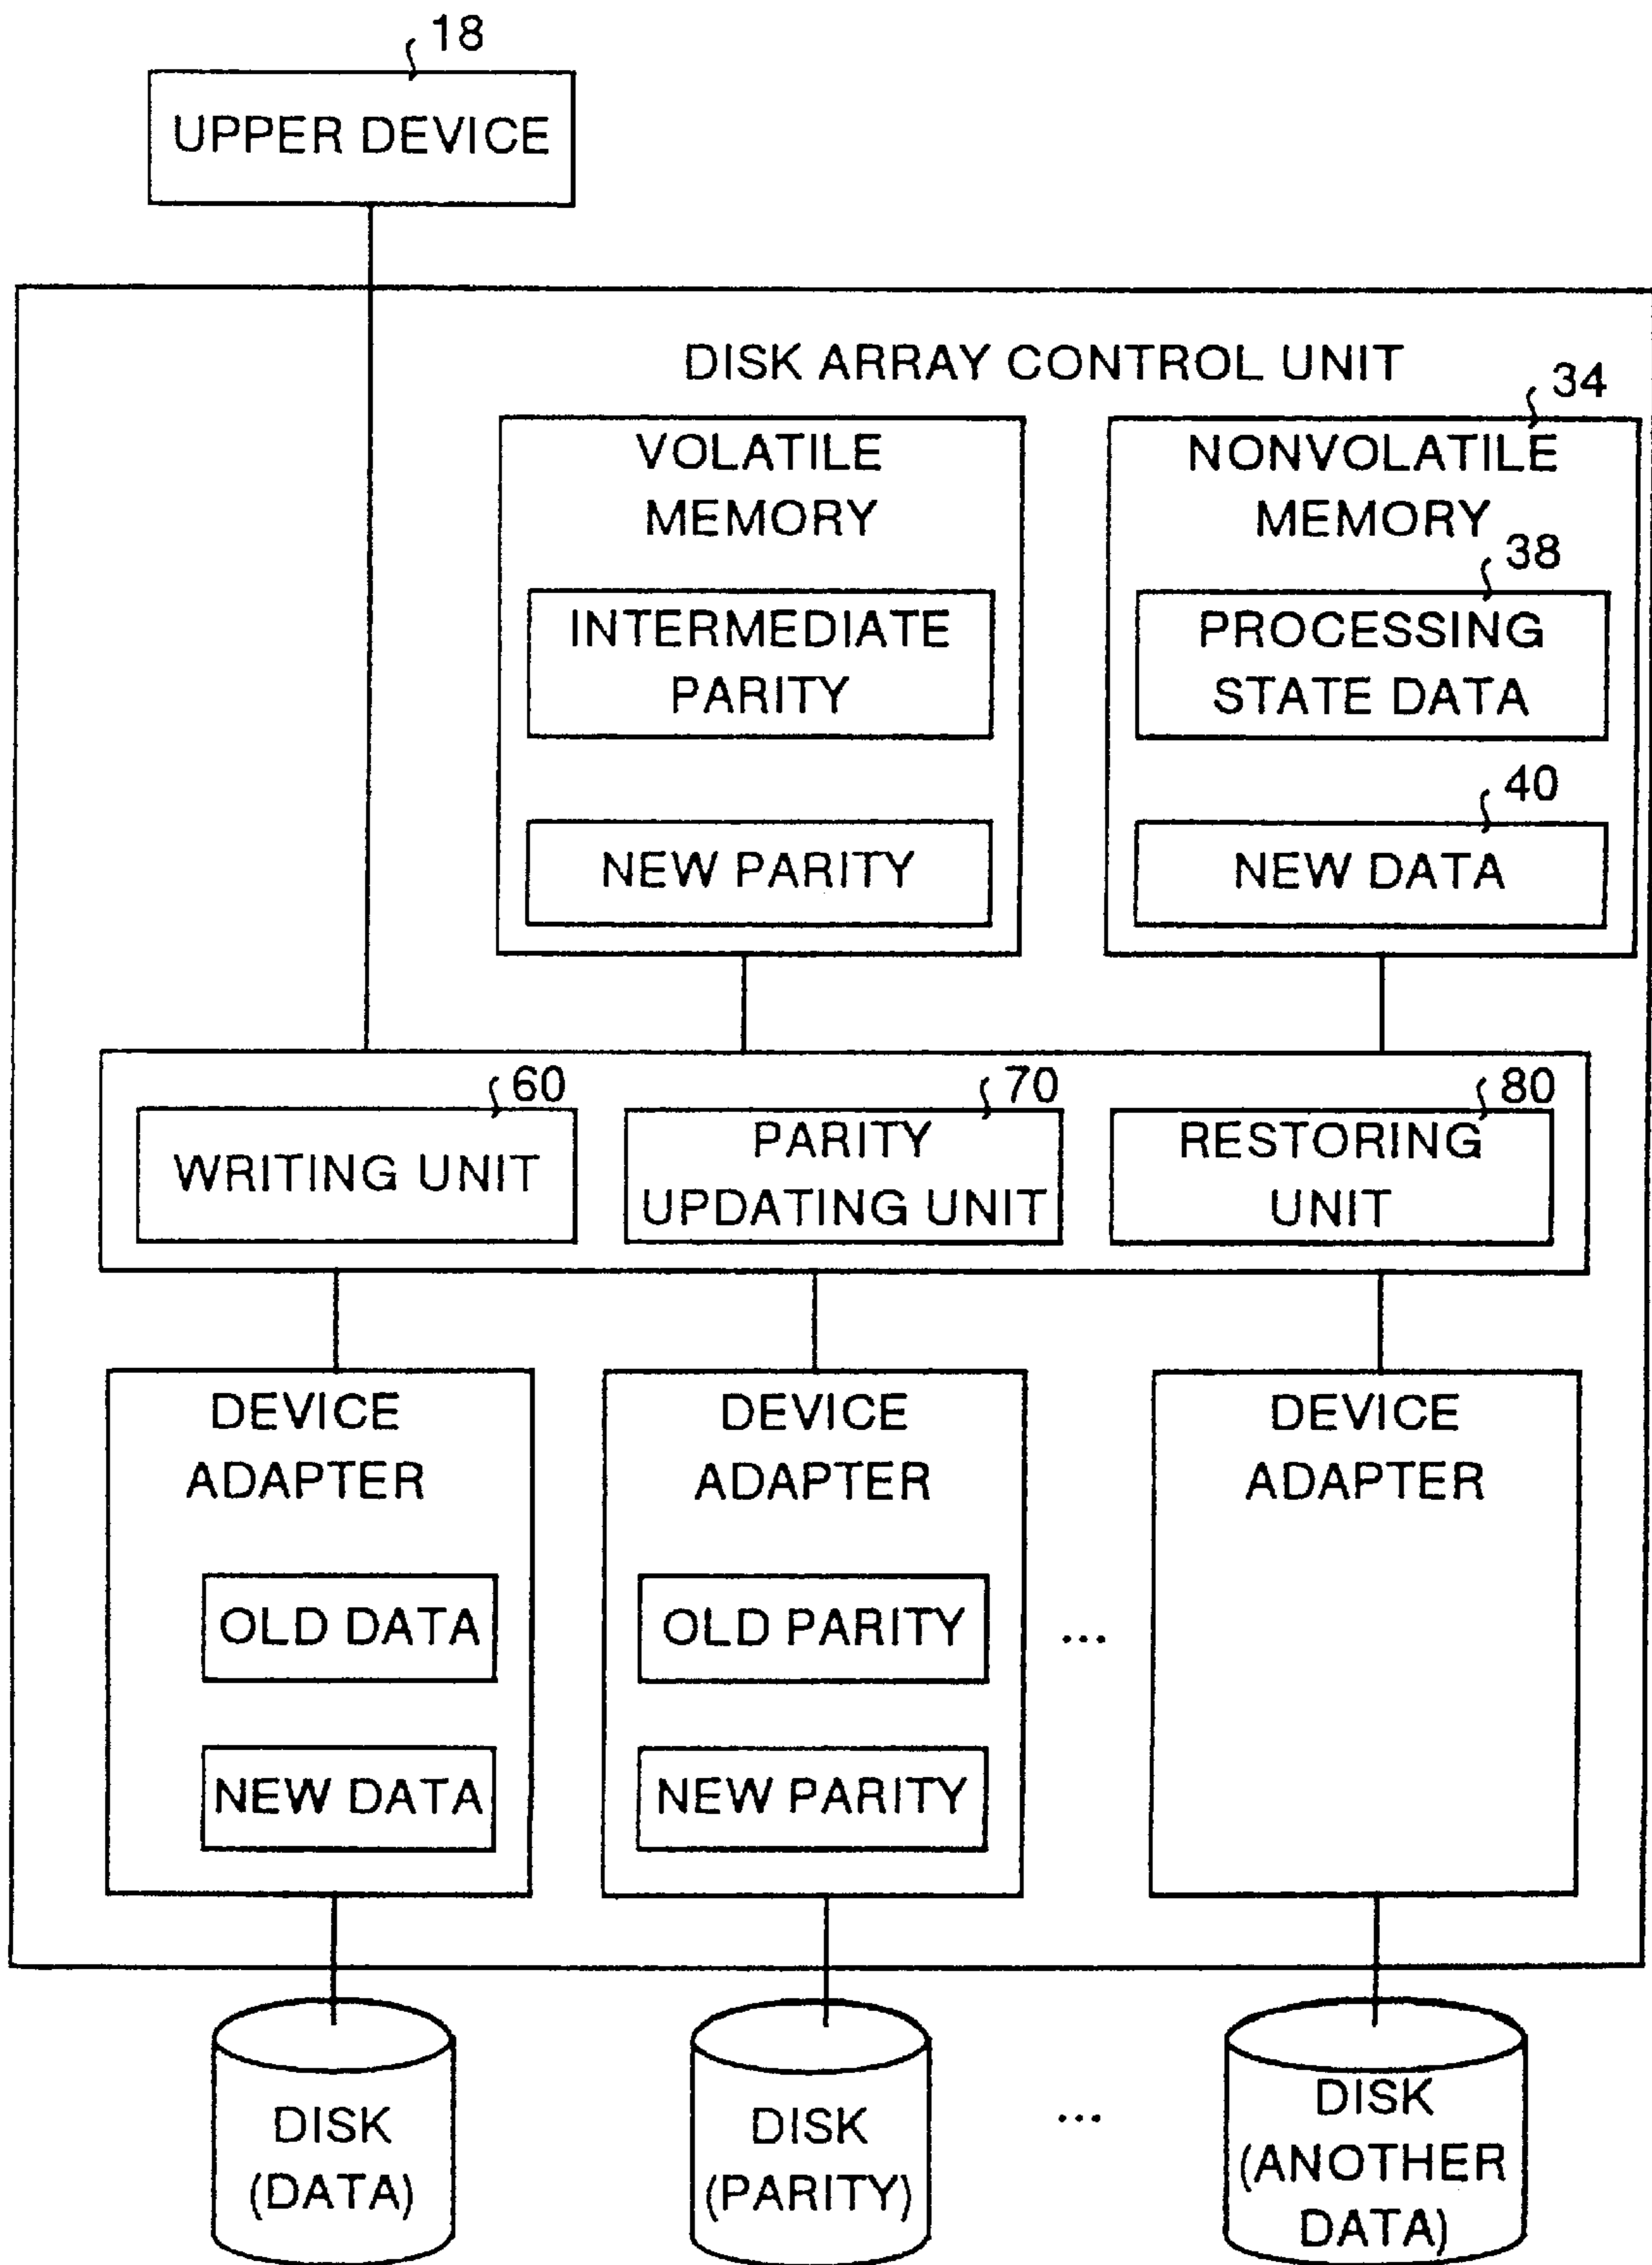 18
UPPER DEVICE
DISK ARRAY CONTROL UNIT
34
VOLATILE
MEMORY
INTERMEDIATE
PARITY
NEW PARITY
NONVOLATILE
MEMORY
38
PROCESSING
STATE DATA
40
NEW DATA
60
WRITING UNIT
70
PARITY
UPDATING UNIT
80
RESTORING
UNIT
DEVICE
ADAPTER
OLD DATA
NEW DATA
DEVICE
ADAPTER
OLD PARITY
NEW PARITY
...
DEVICE
ADAPTER
DISK
(DATA)
DISK
(PARITY)
...
DISK
(ANOTHER
DATA)